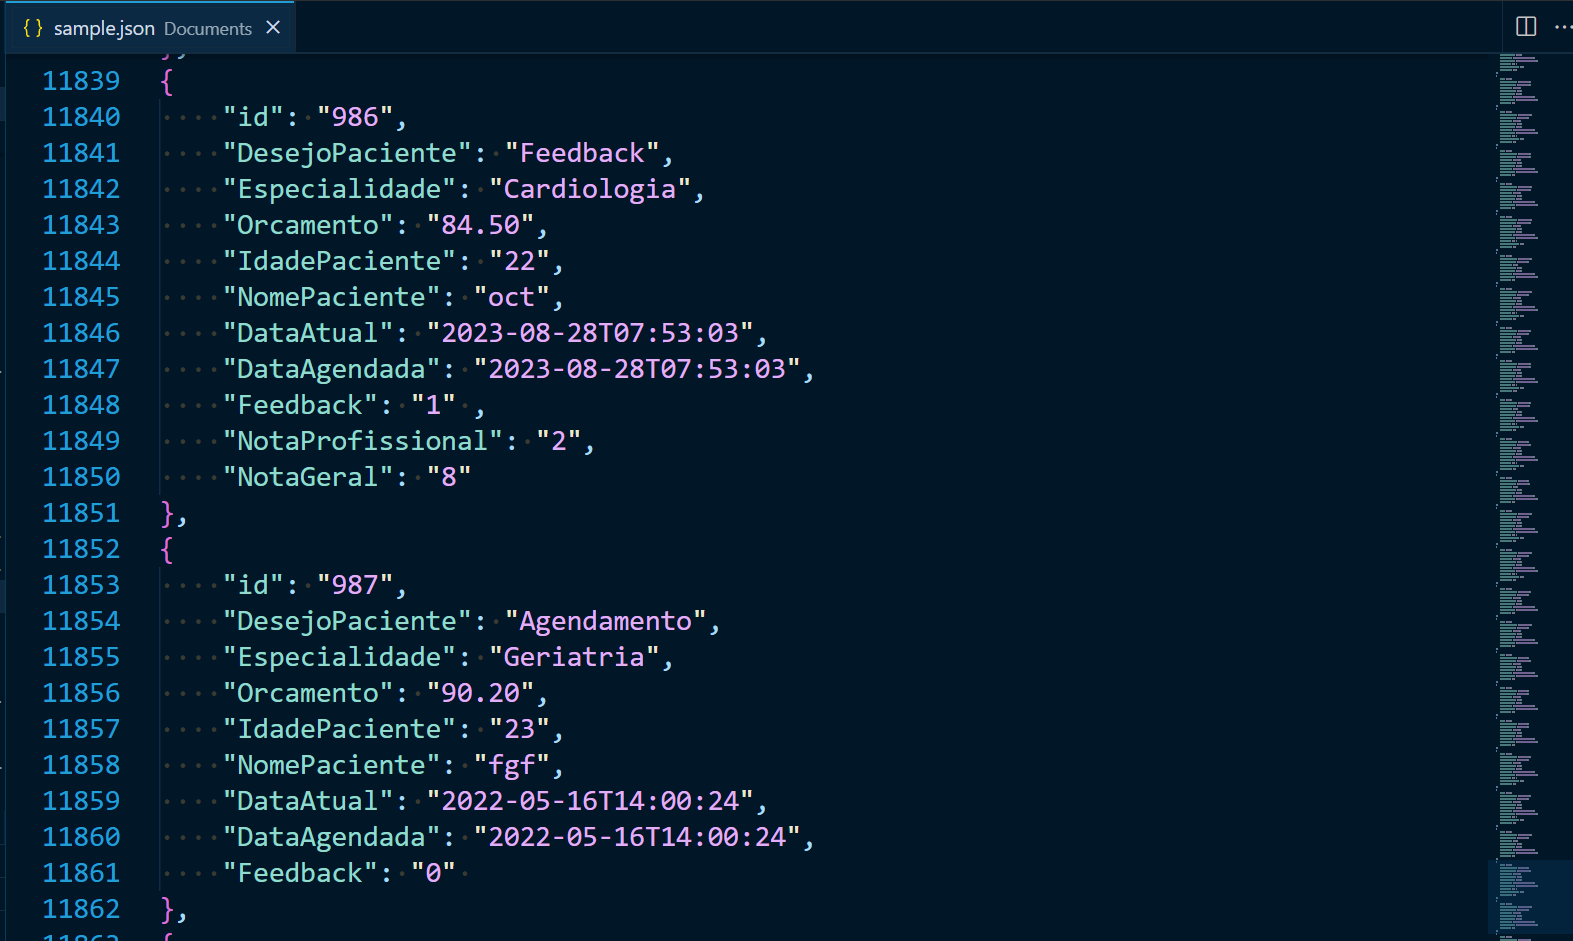 { } sample.json Documents ×
11839 {
11840 "id": "986",
11841 "DesejoPaciente": "Feedback",
11842 "Especialidade": "Cardiologia",
11843 "Orcamento": "84.50",
11844 "IdadePaciente": "22",
11845 "NomePaciente": "oct",
11846 "DataAtual": "2023-08-28T07:53:03",
11847 "DataAgendada": "2023-08-28T07:53:03",
11848 "Feedback": "1" ,
11849 "NotaProfissional": "2",
11850 "NotaGeral": "8"
11851 },
11852 {
11853 "id": "987",
11854 "DesejoPaciente": "Agendamento",
11855 "Especialidade": "Geriatria",
11856 "Orcamento": "90.20",
11857 "IdadePaciente": "23",
11858 "NomePaciente": "fgf",
11859 "DataAtual": "2022-05-16T14:00:24",
11860 "DataAgendada": "2022-05-16T14:00:24",
11861 "Feedback": "0"
11862 },